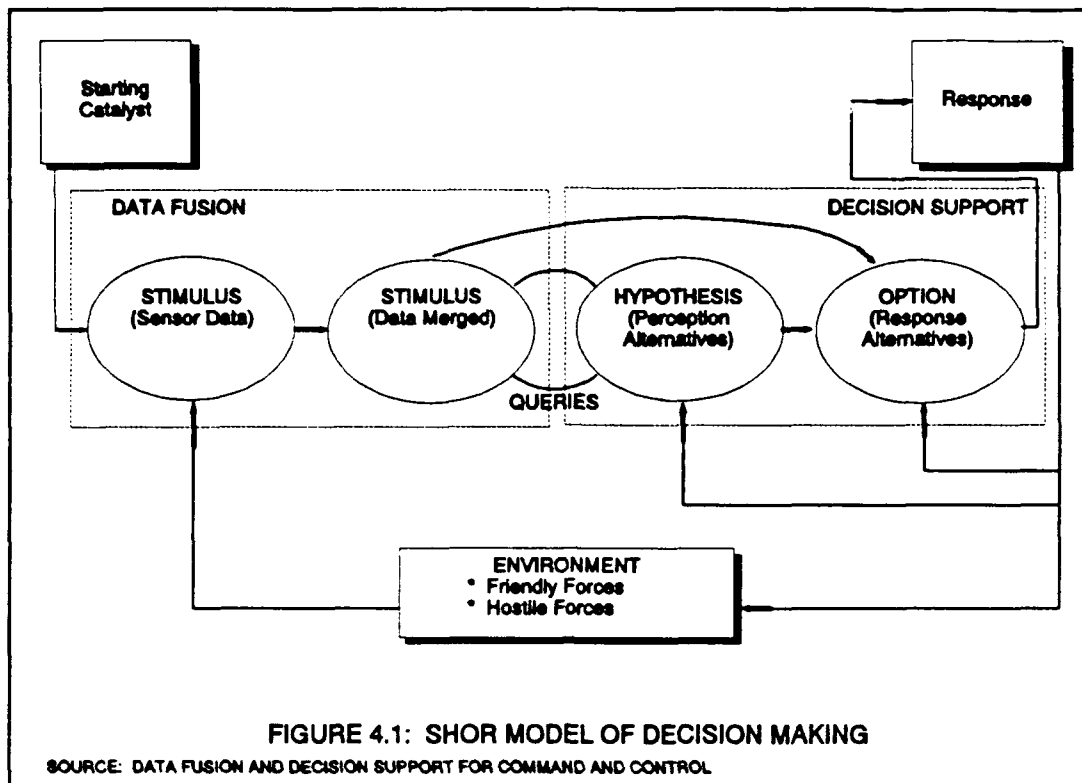 Starting
Catalyst
Response
DATA FUSION
DECISION SUPPORT
STIMULUS
(Sensor Data)
STIMULUS
(Data Merged)
HYPOTHESIS
(Perception
Alternatives)
OPTION
(Response
Alternatives)
QUERIES
ENVIRONMENT
* Friendly Forces
* Hostile Forces
FIGURE 4.1: SHOR MODEL OF DECISION MAKING
SOURCE: DATA FUSION AND DECISION SUPPORT FOR COMMAND AND CONTROL